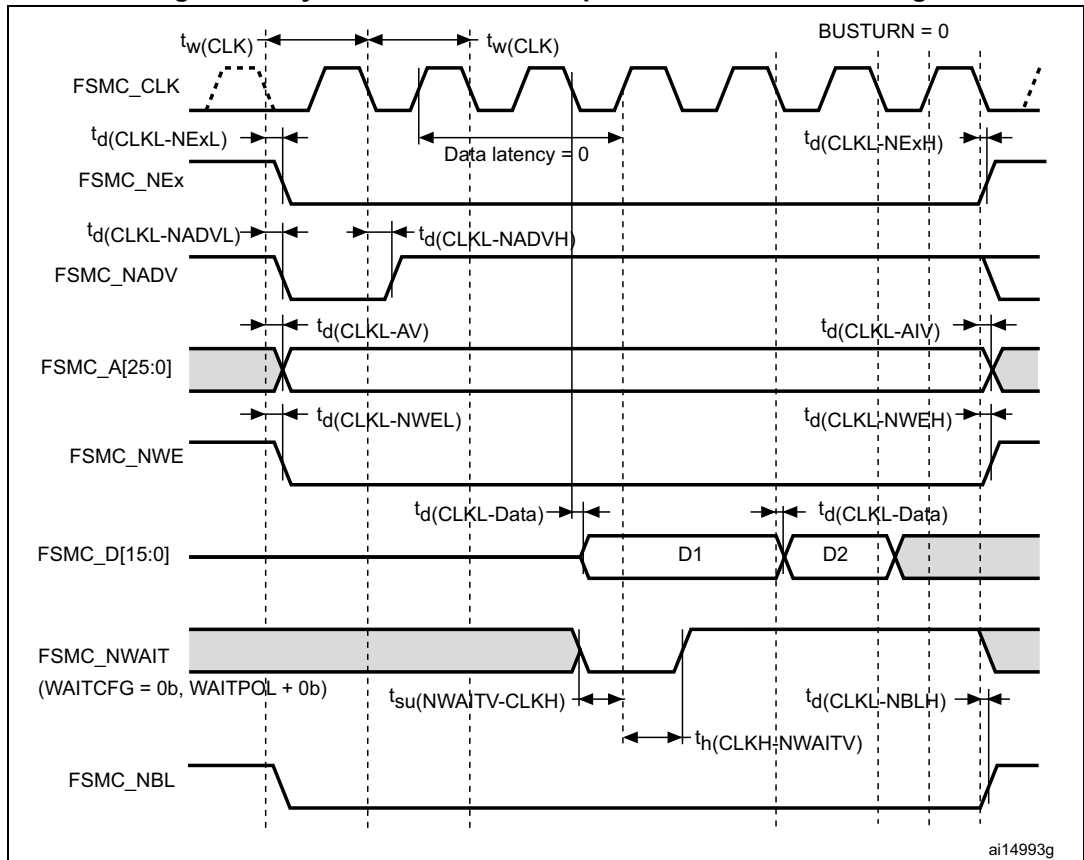 BUSTURN = 0
tw(CLK)
tw(CLK)
FSMC_CLK
Data latency = 0
td(CLKL-NExL)
td(CLKL-NExH)
FSMC_NEx
td(CLKL-NADVL)
td(CLKL-NADVH)
FSMC_NADV
td(CLKL-AV)
td(CLKL-AIV)
FSMC_A[25:0]
td(CLKL-NWEL)
td(CLKL-NWEH)
FSMC_NWE
td(CLKL-Data)
td(CLKL-Data)
FSMC_D[15:0]
D1
D2
FSMC_NWAIT
(WAITCFG = 0b, WAITPOL + 0b)
tsu(NWAITV-CLKH)
td(CLKL-NBLH)
th(CLKH-NWAITV)
FSMC_NBL
ai14993g